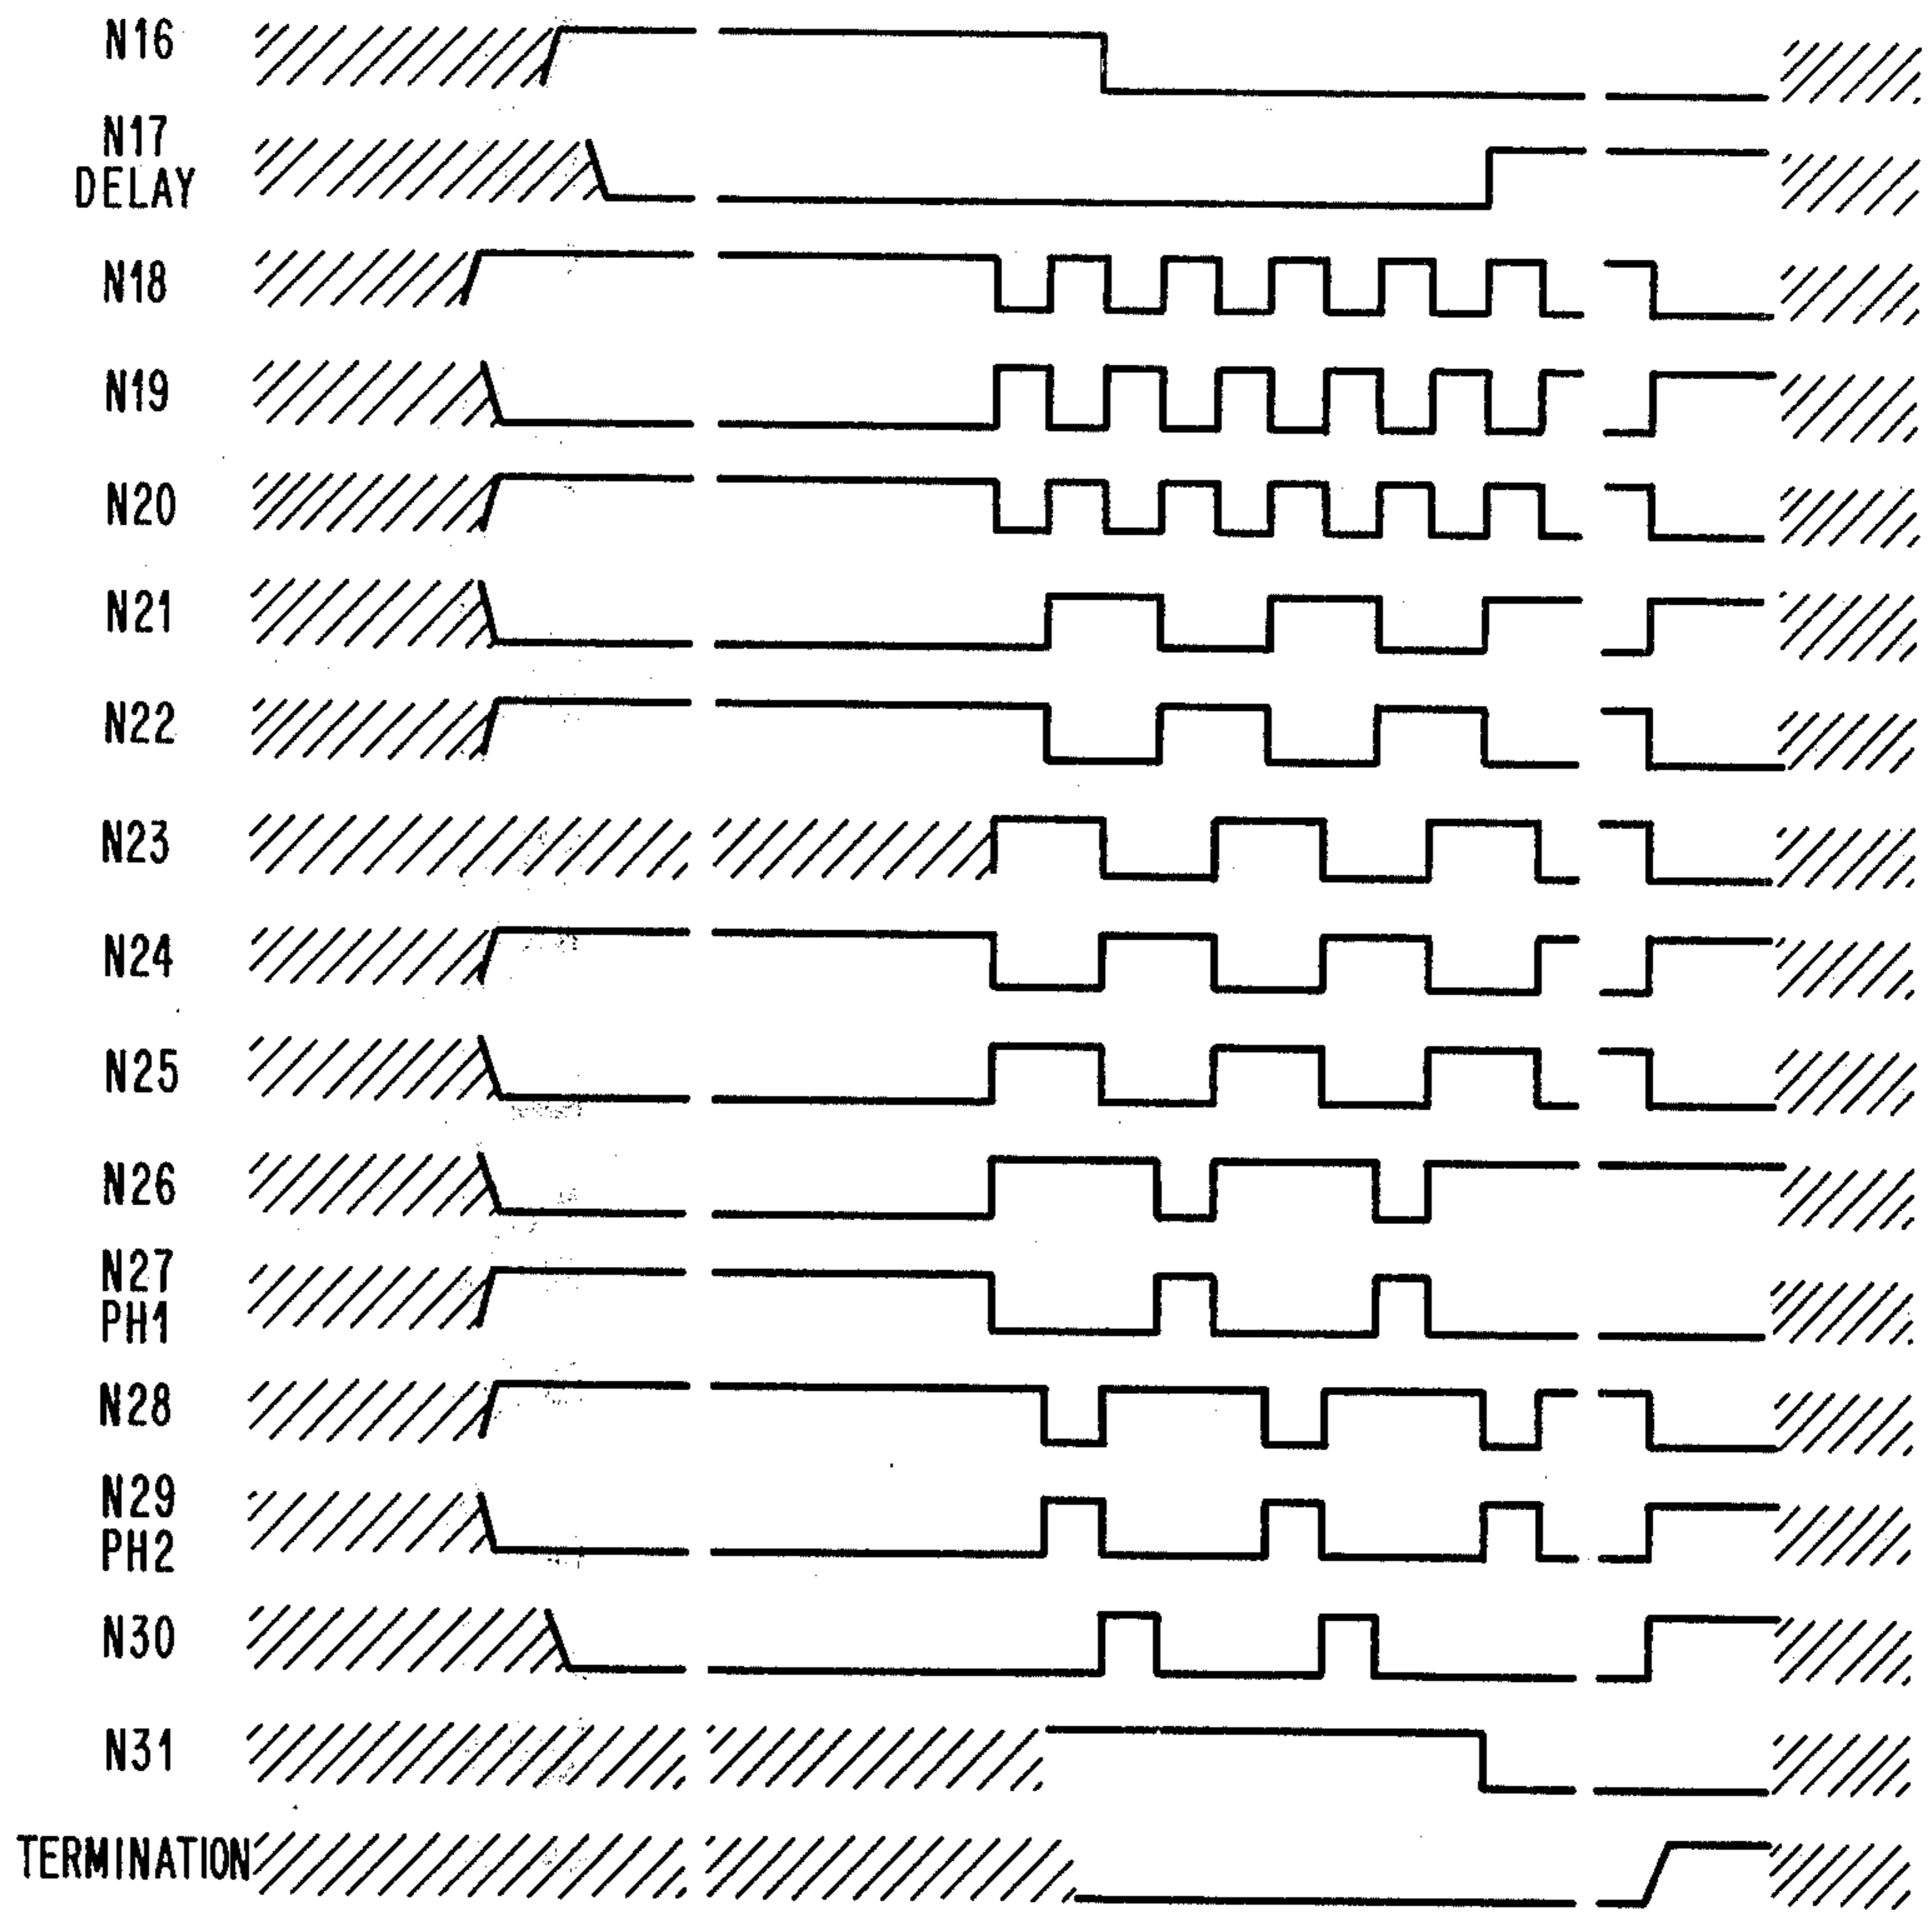 N16
N17
DELAY
N18
N19
N20
N21
N22
N23
N24
N25
N26
N27
PH1
N28
N29
PH2
N30
N31
TERMINATION